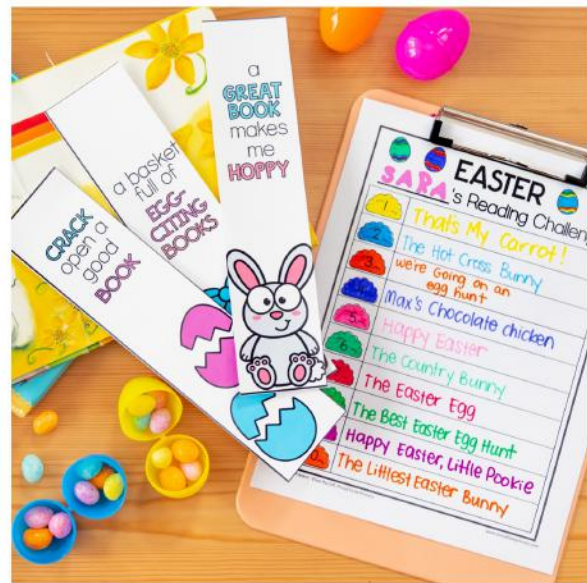 CRACK
open a
good
BOOK
a basket
full of
EGG-
CITING
BOOKS
a
GREAT
BOOK
makes
me
HOPPY
EASTER
SARA's Reading Challen
1 That's My Carrot!
2 The Hot Cross Bunny
3 We're Going on an
egg hunt
Max's Chocolate chicken
5 Happy Easter
6 The Country Bunny
The Easter Egg
The Best Easter Egg Hunt
Happy Easter, Little Pookie
The Littlest Easter Bunny